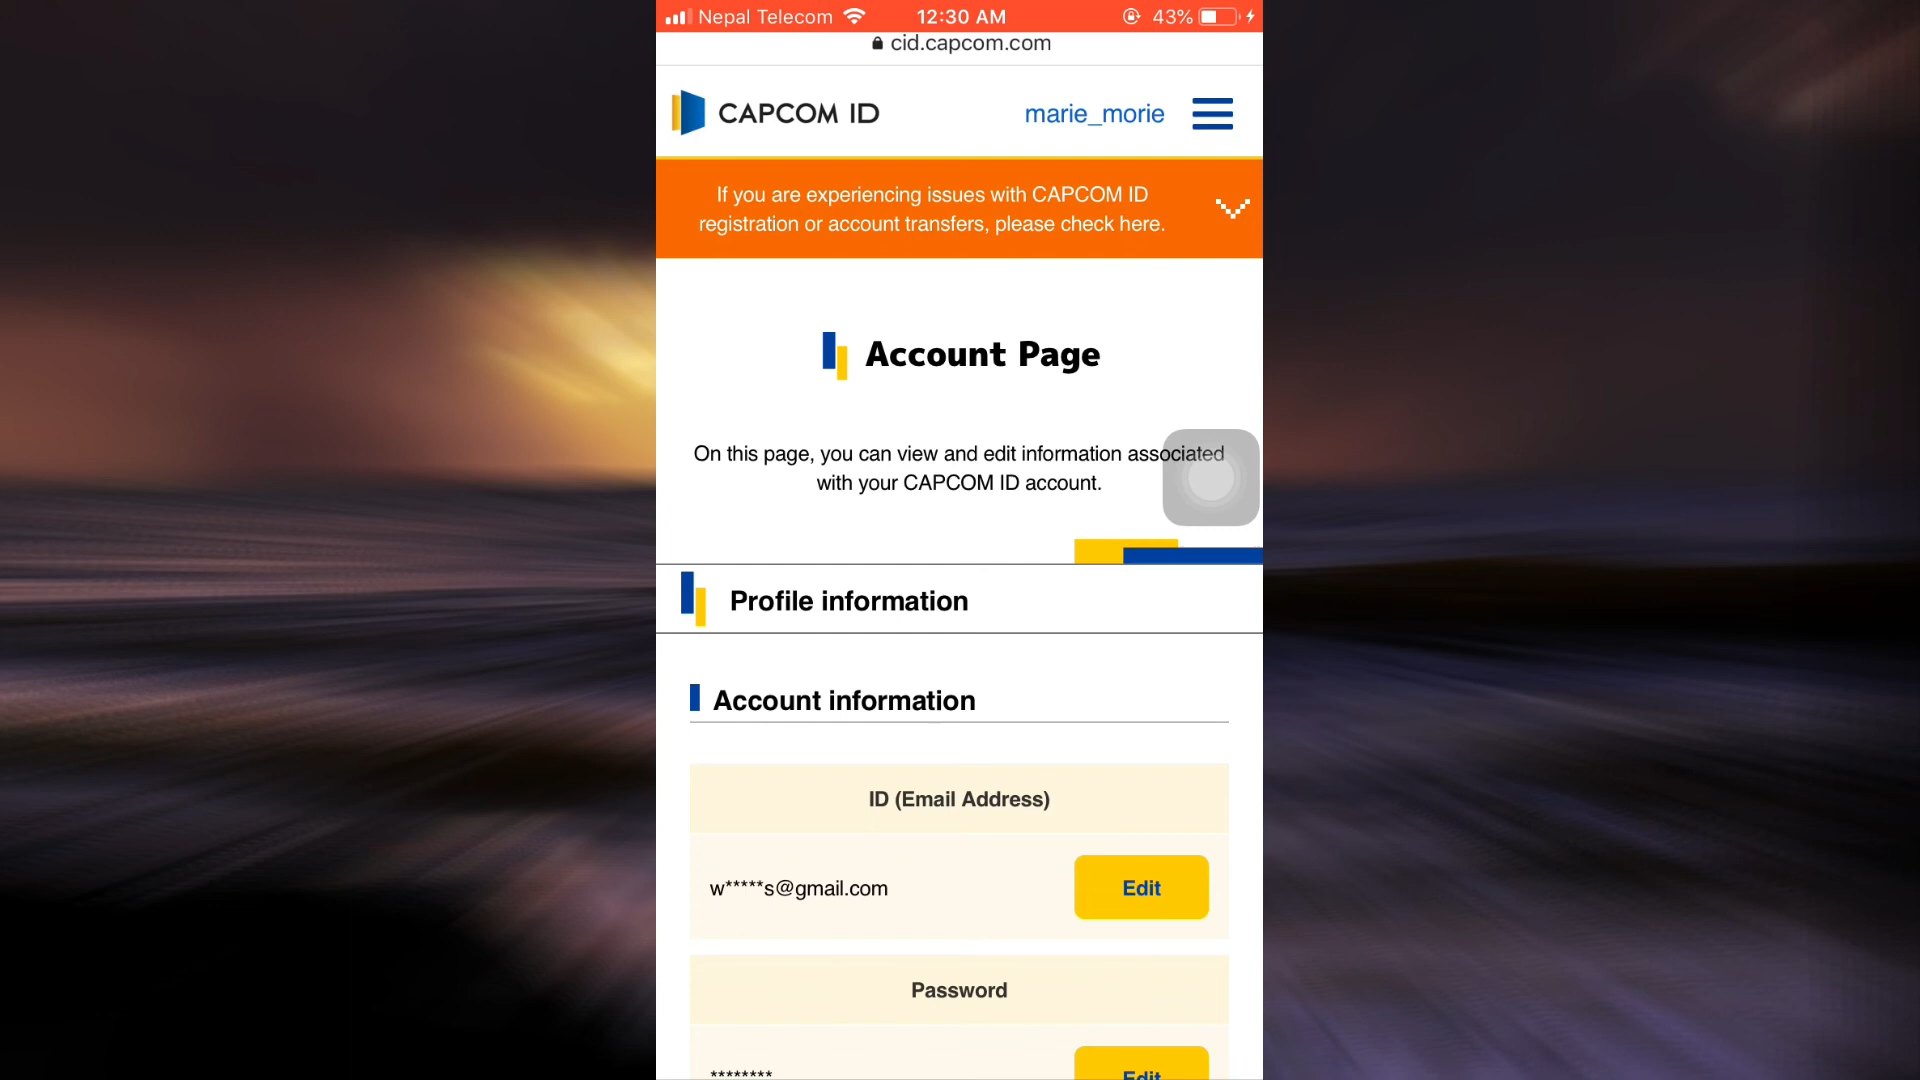 Nepal Telecom 12:30 AM 43%
cid.capcom.com
CAPCOM ID marie_morie
If you are experiencing issues with CAPCOM ID
registration or account transfers, please check here.
Account Page
On this page, you can view and edit information associated
with your CAPCOM ID account.
Profile information
Account information
ID (Email Address)
w*****s@gmail.com Edit
Password
******** Edit